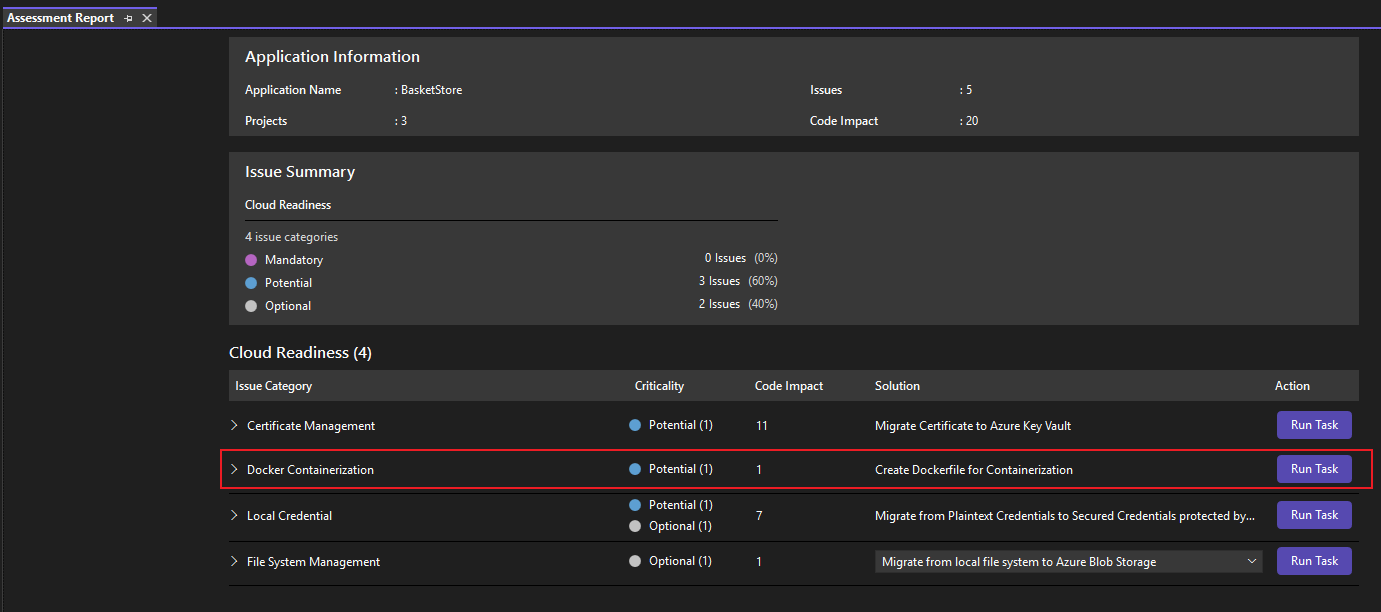 Assessment Report
Application Information
Application Name : BasketStore Issues : 5
Projects : 3 Code Impact : 20
Issue Summary
Cloud Readiness
4 issue categories
Mandatory 0 Issues (0%)
Potential 3 Issues (60%)
Optional 2 Issues (40%)
Cloud Readiness (4)
Issue Category Criticality Code Impact Solution Action
Certificate Management Potential (1) 11 Migrate Certificate to Azure Key Vault Run Task
Docker Containerization Potential (1) 1 Create Dockerfile for Containerization Run Task
Local Credential Potential (1) 7 Migrate from Plaintext Credentials to Secured Credentials protected by... Run Task
Optional (1)
File System Management Optional (1) 1 Migrate from local file system to Azure Blob Storage Run Task